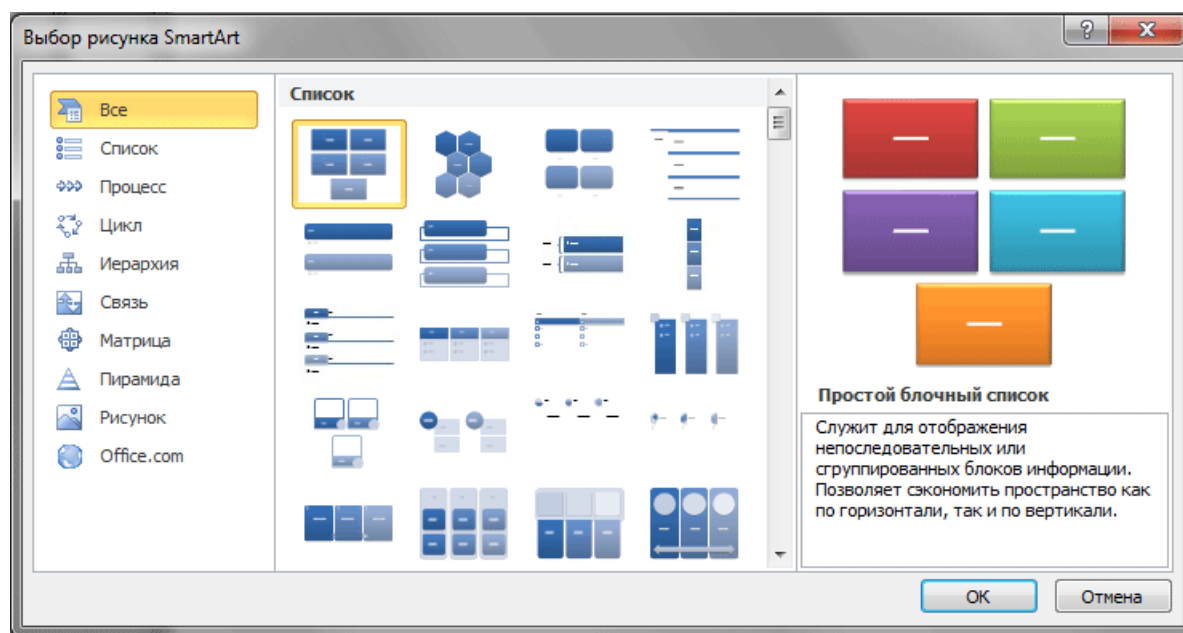 Выбор рисунка SmartArt
Все
Список
Процесс
Цикл
Иерархия
Связь
Матрица
Пирамида
Рисунок
Office.com
Список
Простой блочный список
Служит для отображения
непоследовательных или
сгруппированных блоков информации.
Позволяет сэкономить пространство как
по горизонтали, так и по вертикали.
ОК
Отмена